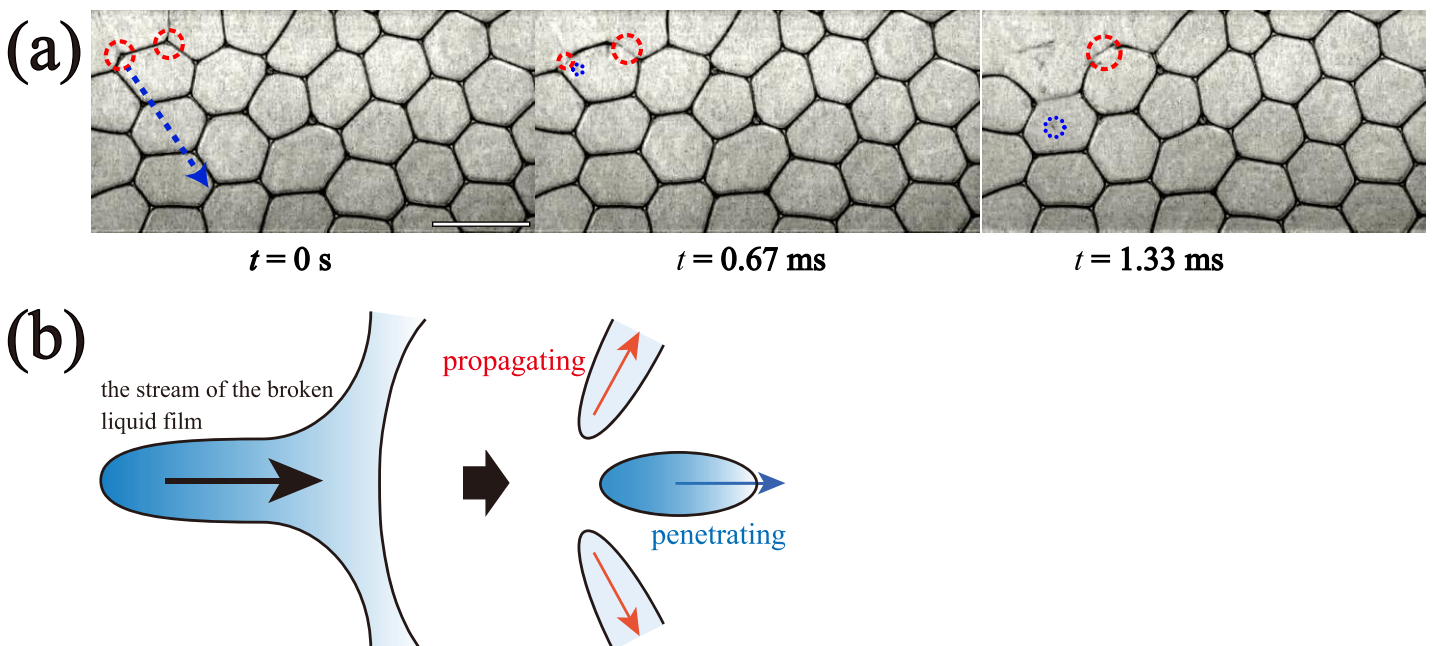 (a)
t = 0 s
t = 0.67 ms
t = 1.33 ms
(b)
propagating
the stream of the broken
liquid film
penetrating